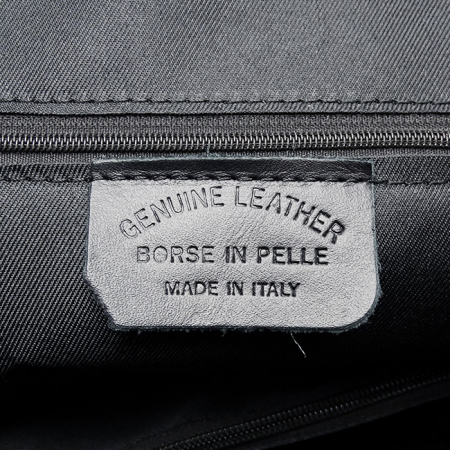 GENUINE LEATHER
BORSE IN PELLE
MADE IN ITALY